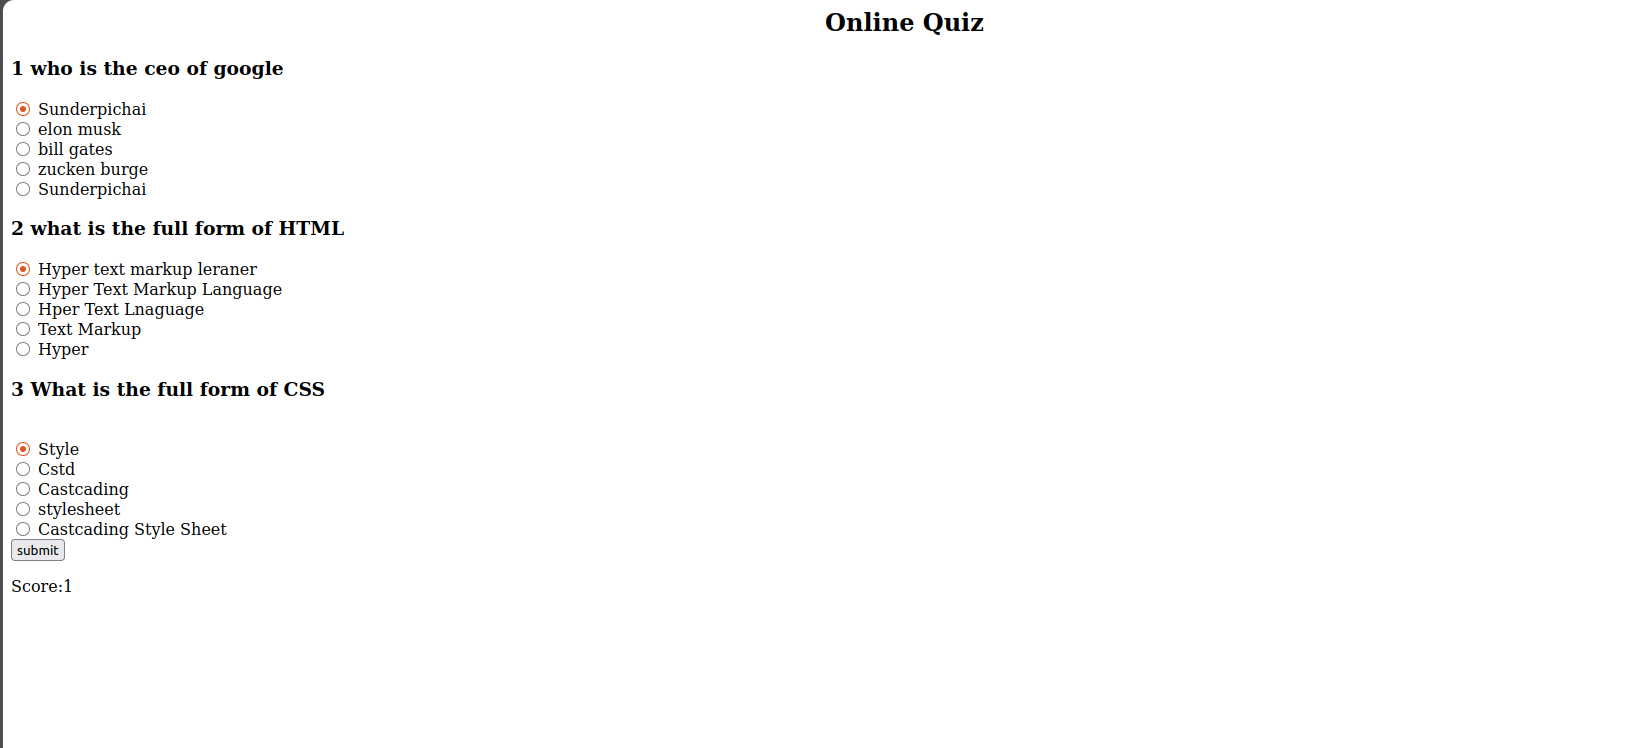 Online Quiz
1 who is the ceo of google
Sunderpichai
elon musk
bill gates
zucken burge
Sunderpichai
2 what is the full form of HTML
Hyper text markup leraner
Hyper Text Markup Language
Hper Text Lnaguage
Text Markup
Hyper
3 What is the full form of CSS
Style
Cstd
Castcading
stylesheet
Castcading Style Sheet
submit
Score:1